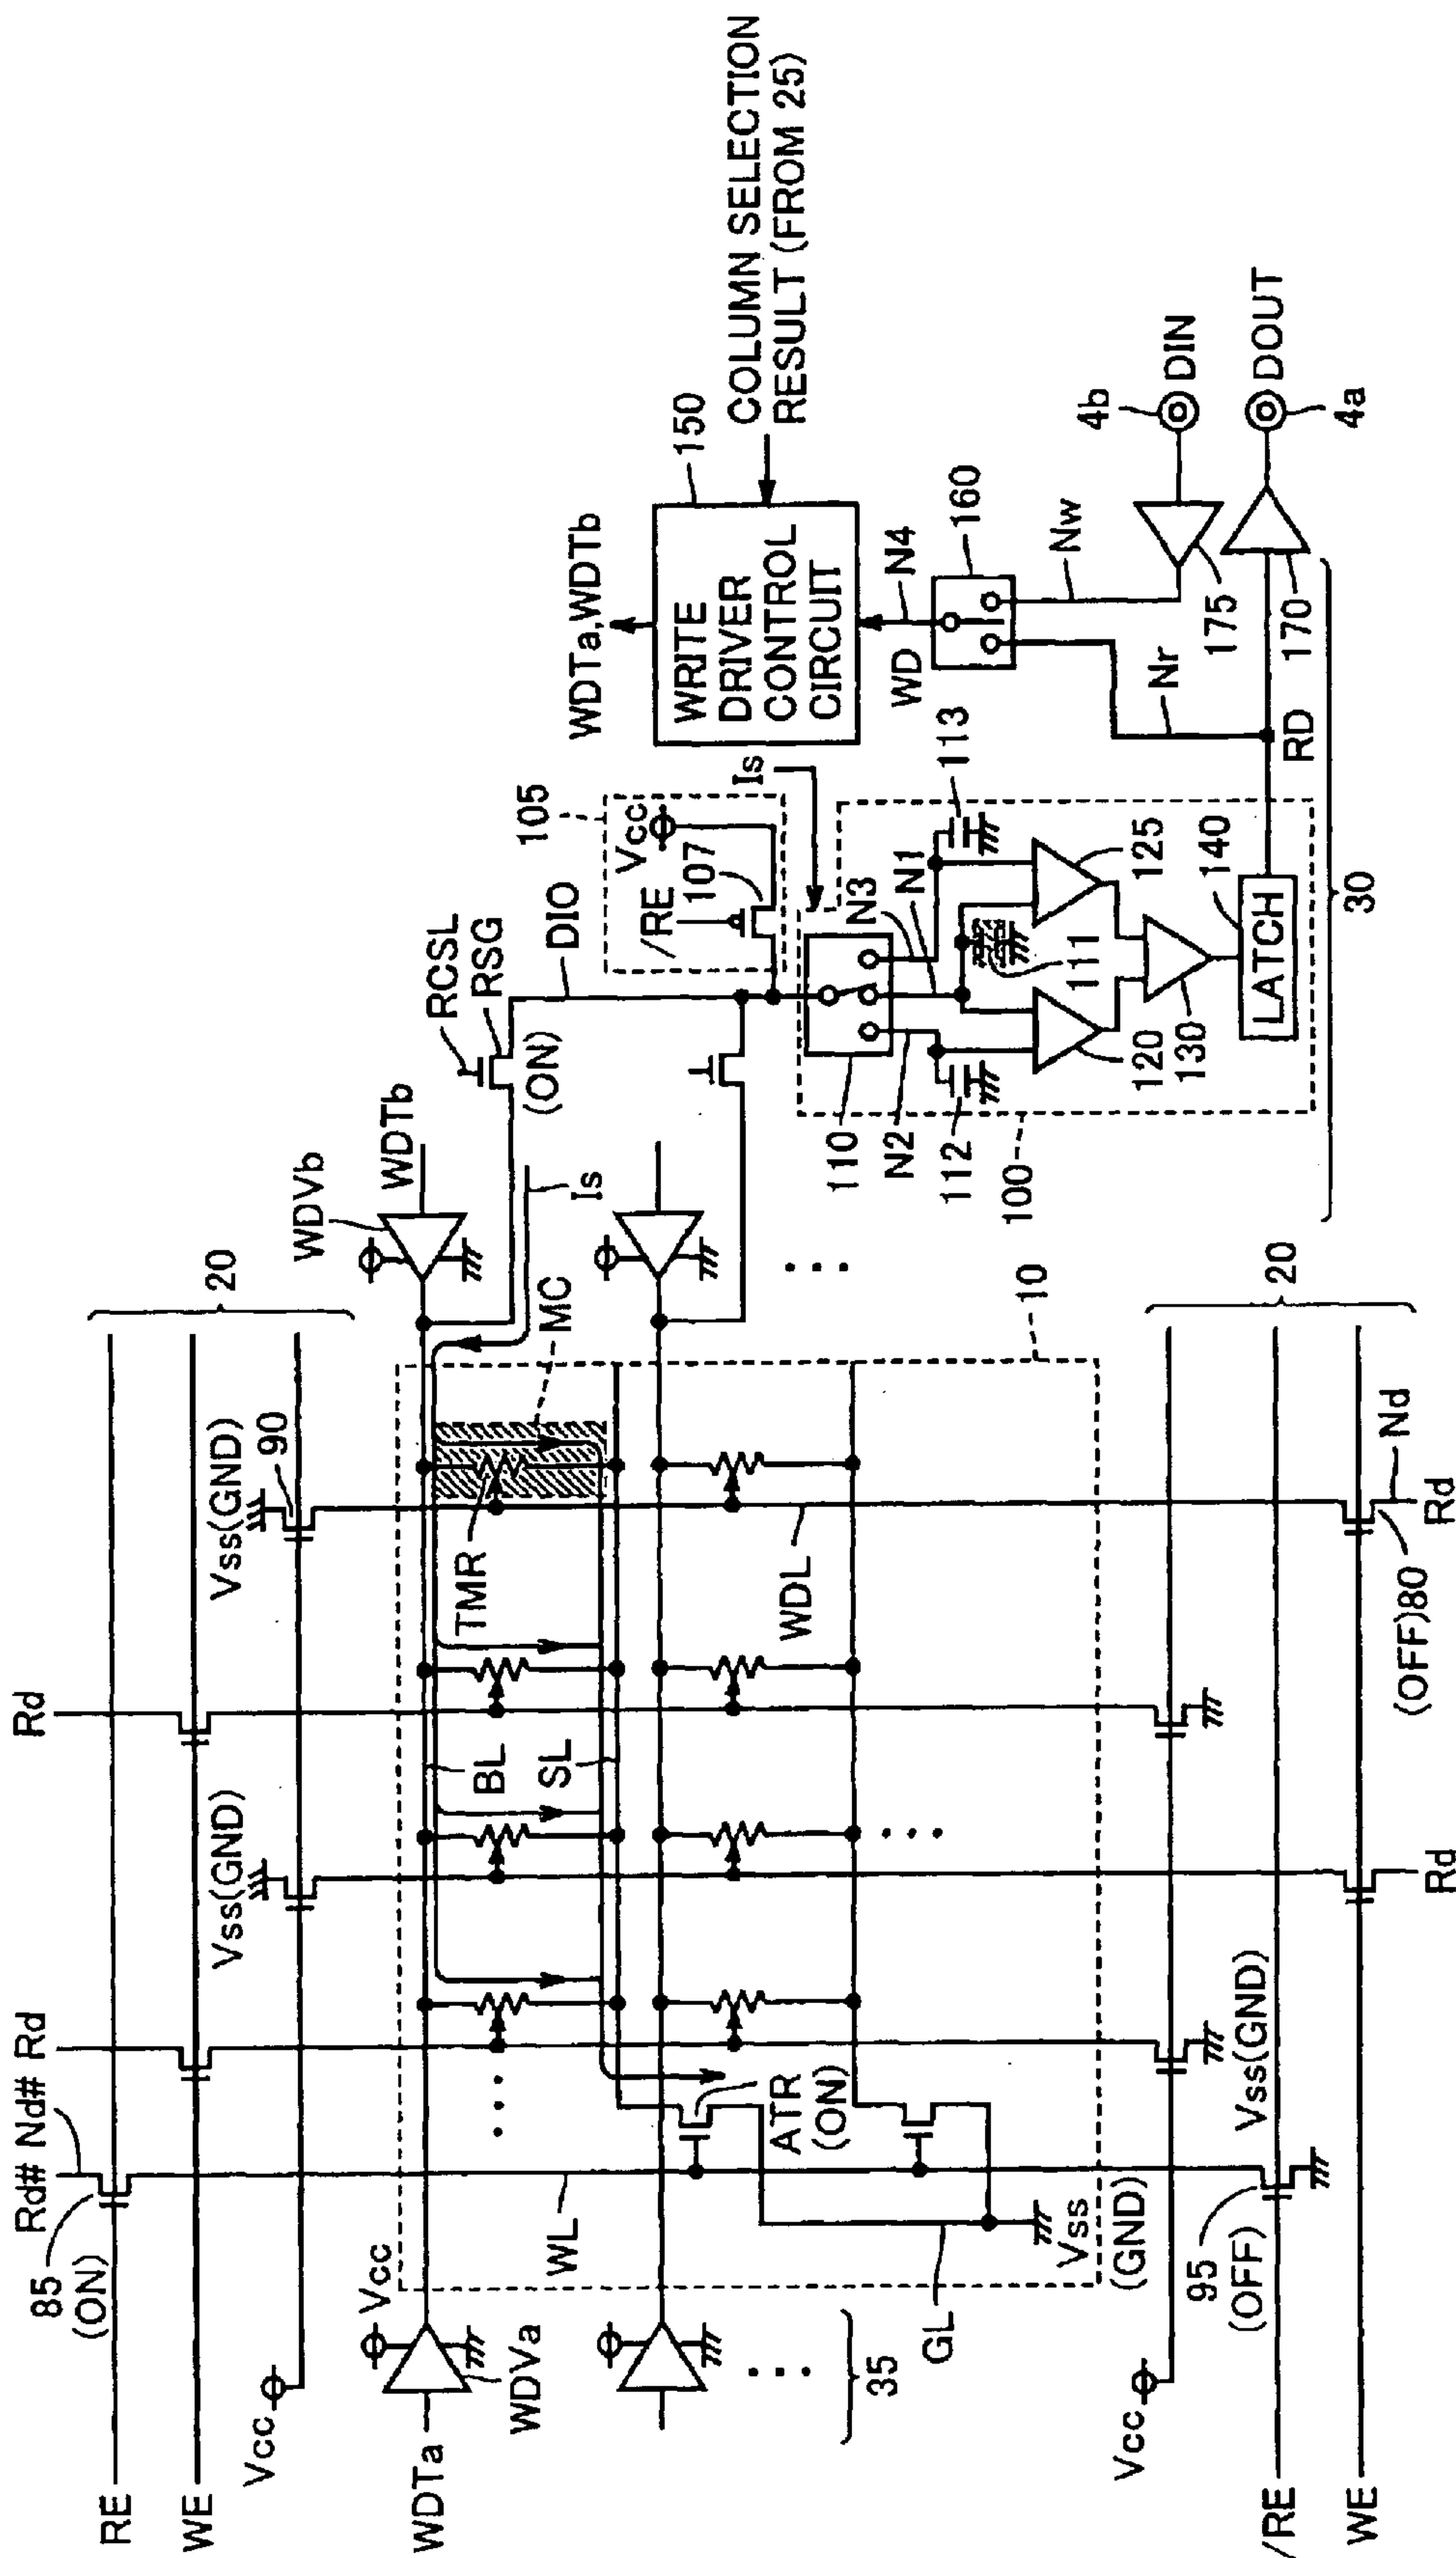 Rd# Nd# Rd
Rd
85
(ON)
RE
WE
Vcc
Vss(GND)
Vss(GND)
90
20
WDTa
Vcc
WDVa
35
WL
BL
SL
TMR
MC
ATR
(ON)
GL
Vss
(GND)
WDL
10
WDVb
WDTb
Is
RCSL
RSG
(ON)
DIO
105
Vcc
/RE
107
Is
110
N2
N3
N1
112
111
113
120
125
130
LATCH
140
100
30
WDTa,WDTb
WRITE
DRIVER
CONTROL
CIRCUIT
150
COLUMN SELECTION
RESULT (FROM 25)
WD
N4
160
Nr
Nw
RD
175
170
4b
DIN
DOUT
4a
Vcc
/RE
WE
95
(OFF)
Vss(GND)
Rd
20
(OFF)80
Nd
Rd